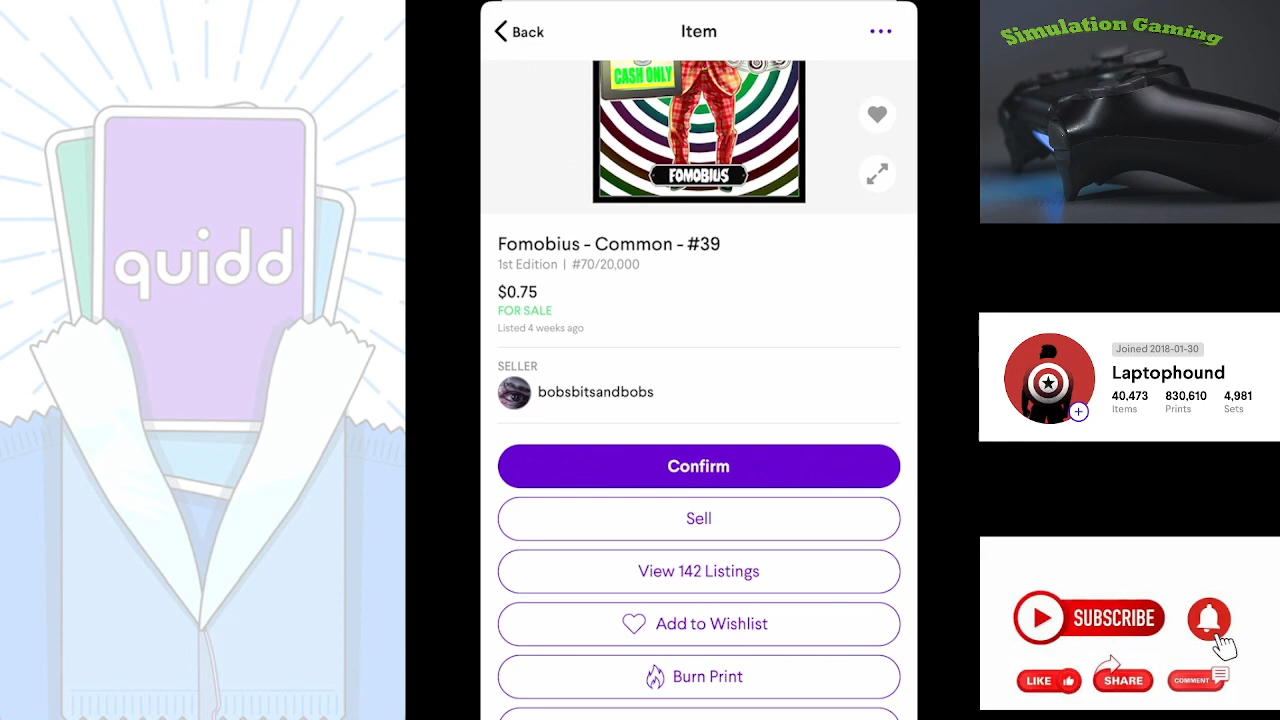 quidd
Back
Item
CASH ONLY
FOMOBIUS
Fomobius - Common - #39
1st Edition | #70/20,000
$0.75
FOR SALE
Listed 4 weeks ago
SELLER
bobsbitsandbobs
Confirm
Sell
View 142 Listings
Add to Wishlist
Burn Print
Simulation Gaming
Joined 2018-01-30
Laptophound
40,473 830,610 4,981
Items Prints Sets
SUBSCRIBE
LIKE SHARE COMMENT